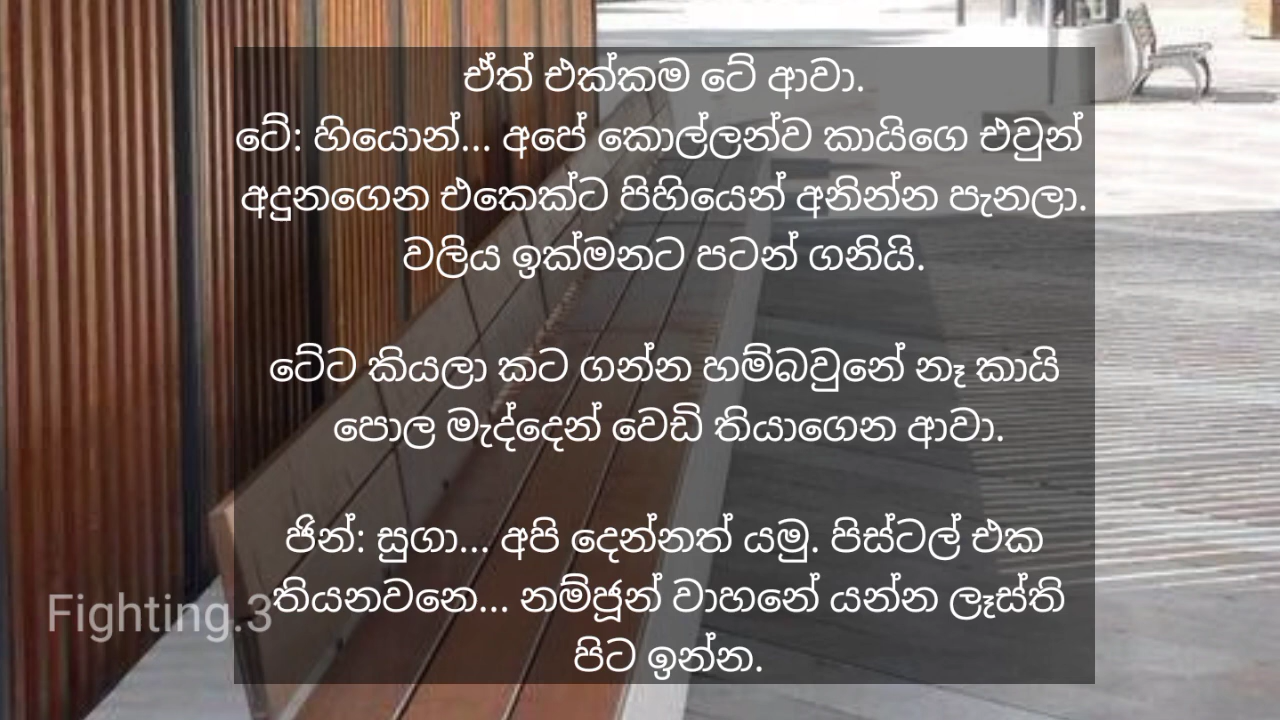 ඒත් එක්කම ටේ ආවා.
ටේ: හියොන්... අපේ කොල්ලන්ව කායිගෙ එවුන්
අදුනගෙන එකෙක්ට පිහියෙන් අනින්න පැනලා.
වලිය ඉක්මනට පටන් ගනියි.
ටේට කියලා කට ගන්න හම්බවුනේ නෑ කායි
පොල මැද්දෙන් වෙඩි තියාගෙන ආවා.
ජින්: සුගා... අපි දෙන්නත් යමු. පිස්ටල් එක
තියනවනෙ... නම්ජූන් වාහනේ යන්න ලෑස්ති
පිට ඉන්න.
Fighting.3